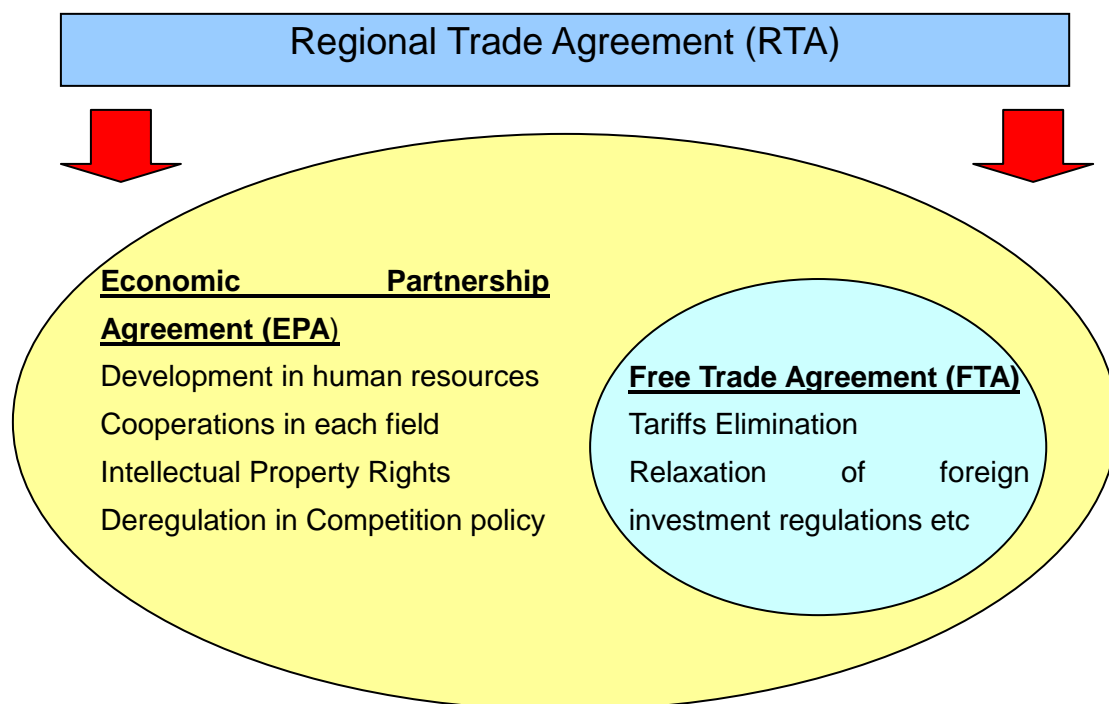 Regional Trade Agreement (RTA)
Economic Partnership
Agreement (EPA)
Development in human resources
Cooperations in each field
Intellectual Property Rights
Deregulation in Competition policy
Free Trade Agreement (FTA)
Tariffs Elimination
Relaxation of foreign
investment regulations etc